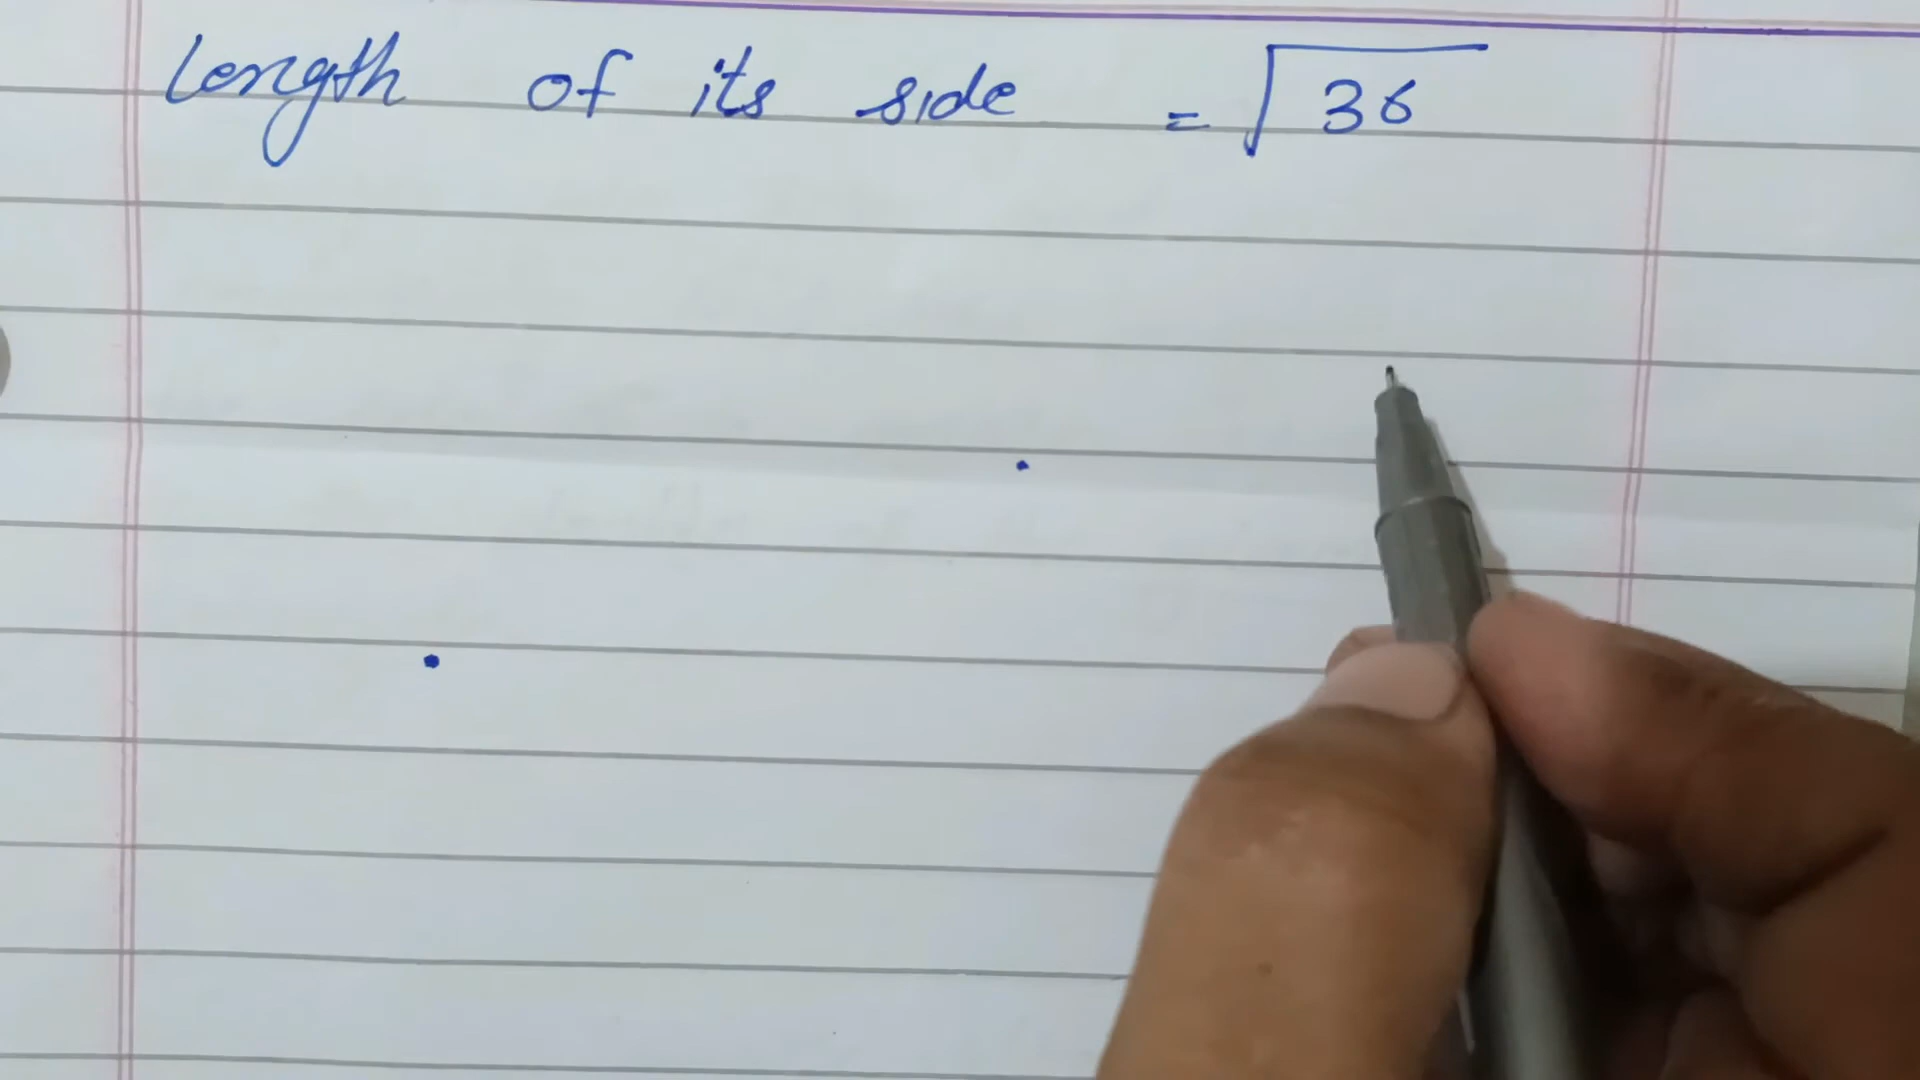 Length of its side = √36